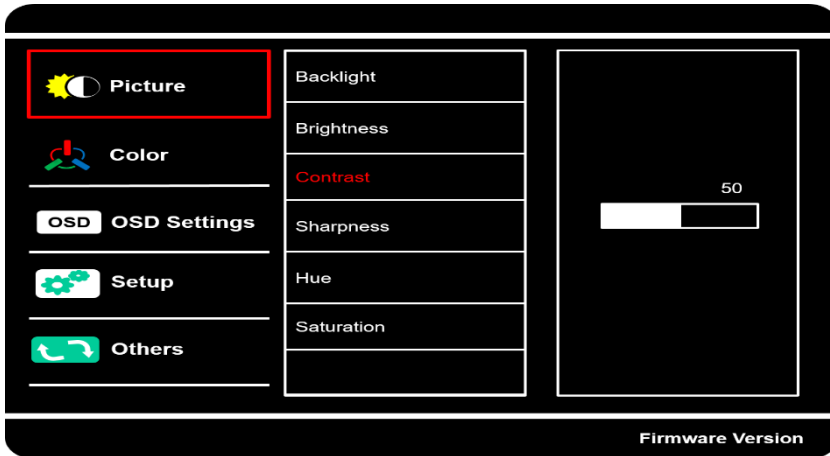 Picture
Color
OSD OSD Settings
Setup
Others
Backlight
Brightness
Contrast
Sharpness
Hue
Saturation
50
Firmware Version